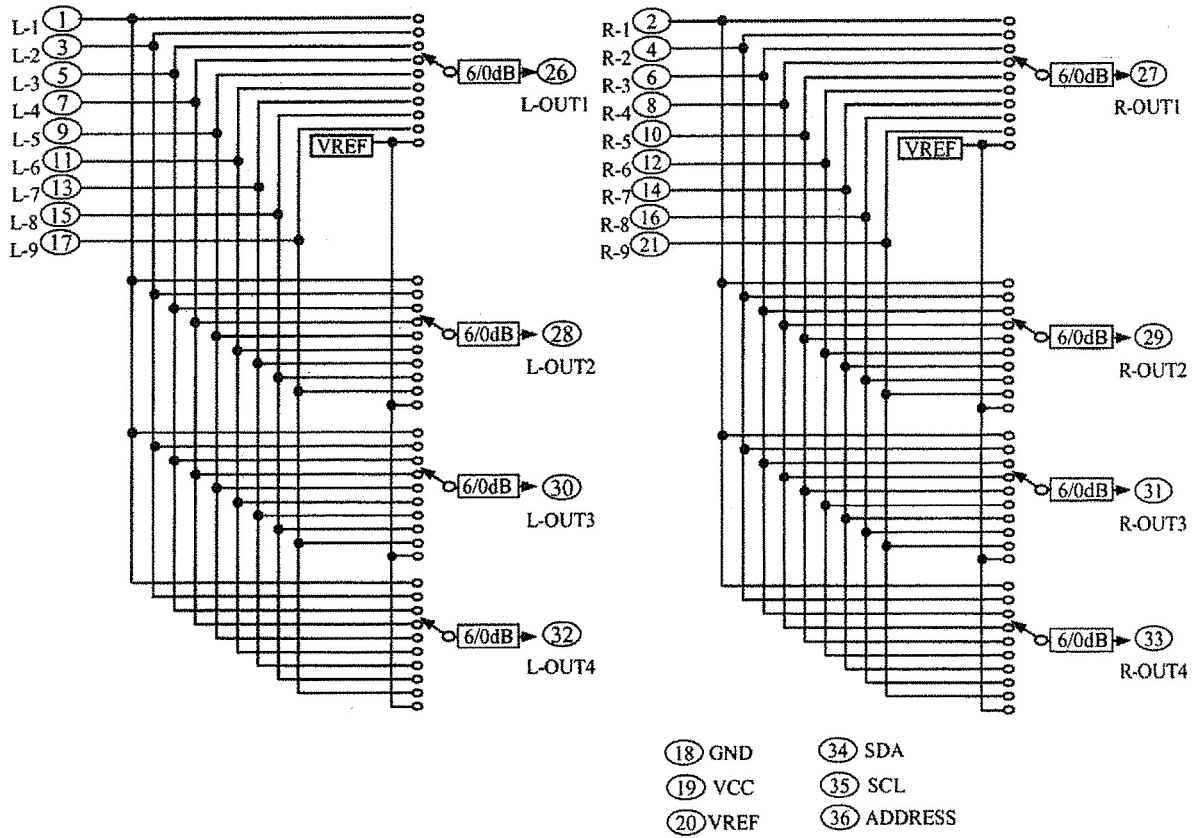 L-1 1
L-2 3
L-3 5
L-4 7
L-5 9
L-6 11
L-7 13
L-8 15
L-9 17
VREF
6/0dB 26
L-OUT1
6/0dB 28
L-OUT2
6/0dB 30
L-OUT3
6/0dB 32
L-OUT4
R-1 2
R-2 4
R-3 6
R-4 8
R-5 10
R-6 12
R-7 14
R-8 16
R-9 21
VREF
6/0dB 27
R-OUT1
6/0dB 29
R-OUT2
6/0dB 31
R-OUT3
6/0dB 33
R-OUT4
18 GND
19 VCC
20 VREF
34 SDA
35 SCL
36 ADDRESS